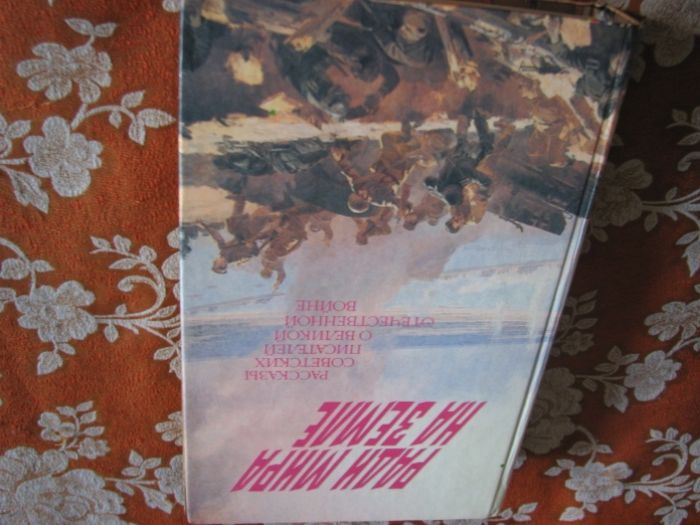 РАДИ МИРА
НА ЗЕМЛЕ
РАССКАЗЫ
СОВЕТСКИХ
ПИСАТЕЛЕЙ
О ВЕЛИКОЙ
ОТЕЧЕСТВЕННОЙ
ВОЙНЕ